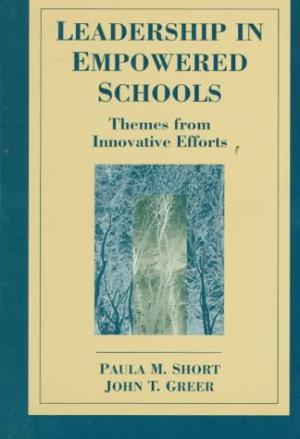 LEADERSHIP IN
EMPOWERED
SCHOOLS
Themes from
Innovative Efforts
PAULA M. SHORT
JOHN T. GREER